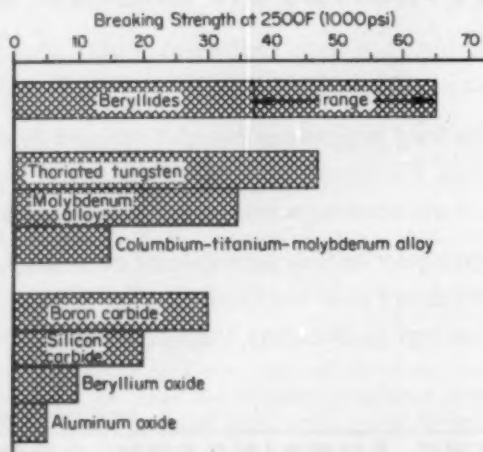 Breaking Strength at 2500F (1000psi)
0 10 20 30 40 50 60 70
Beryllides range
Thoriated tungsten
Molybdenum
alloy
Columbium-titanium-molybdenum alloy
Boron carbide
Silicon
carbide
Beryllium oxide
Aluminum oxide